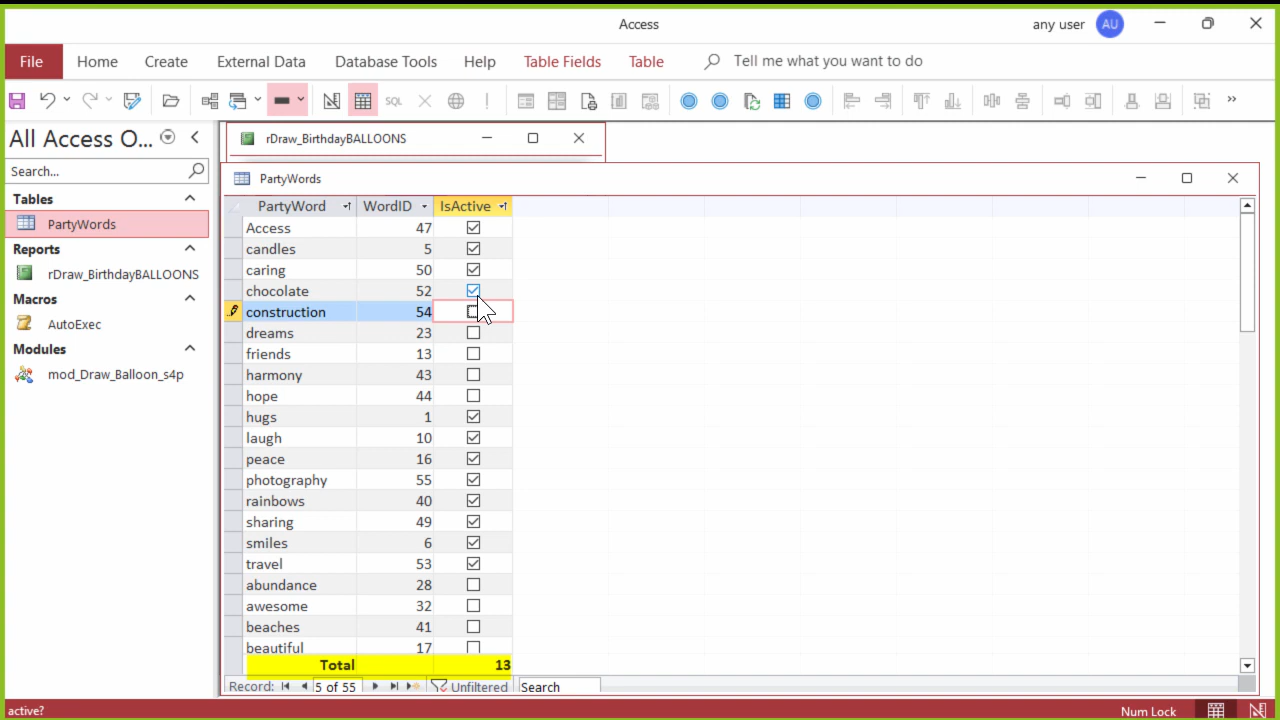 Access
any user AU
File Home Create External Data Database Tools Help Table Fields Table Tell me what you want to do
SQL
All Access O...
Search...
Tables
PartyWords
Reports
rDraw_BirthdayBALLOONS
Macros
AutoExec
Modules
mod_Draw_Balloon_s4p
rDraw_BirthdayBALLOONS
PartyWords
PartyWord WordID IsActive
Access 47
candles 5
caring 50
chocolate 52
construction 54
dreams 23
friends 13
harmony 43
hope 44
hugs 1
laugh 10
peace 16
photography 55
rainbows 40
sharing 49
smiles 6
travel 53
abundance 28
awesome 32
beaches 41
beautiful 17
Total 13
Record: 5 of 55 Unfiltered Search
active? Num Lock